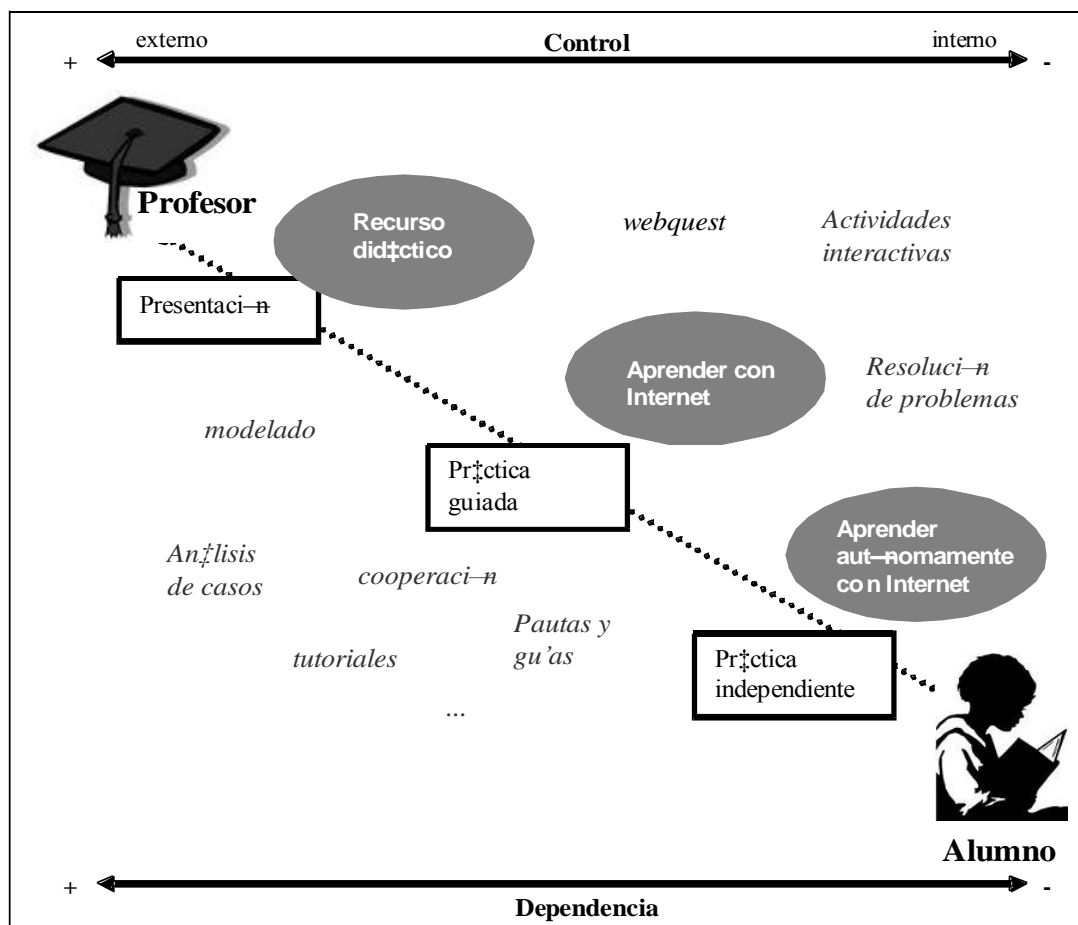 externo
Control
interno
+
-
Profesor
Recurso
did‡ctico
webquest
Actividades
interactivas
Presentaci—n
Aprender con
Internet
Resoluci—n
de problemas
modelado
Pr‡ctica
guiada
An‡lisis
de casos
cooperaci—n
Aprender
aut—nomamente
con Internet
Pautas y
gu’as
tutoriales
Pr‡ctica
independiente
...
Alumno
+
-
Dependencia